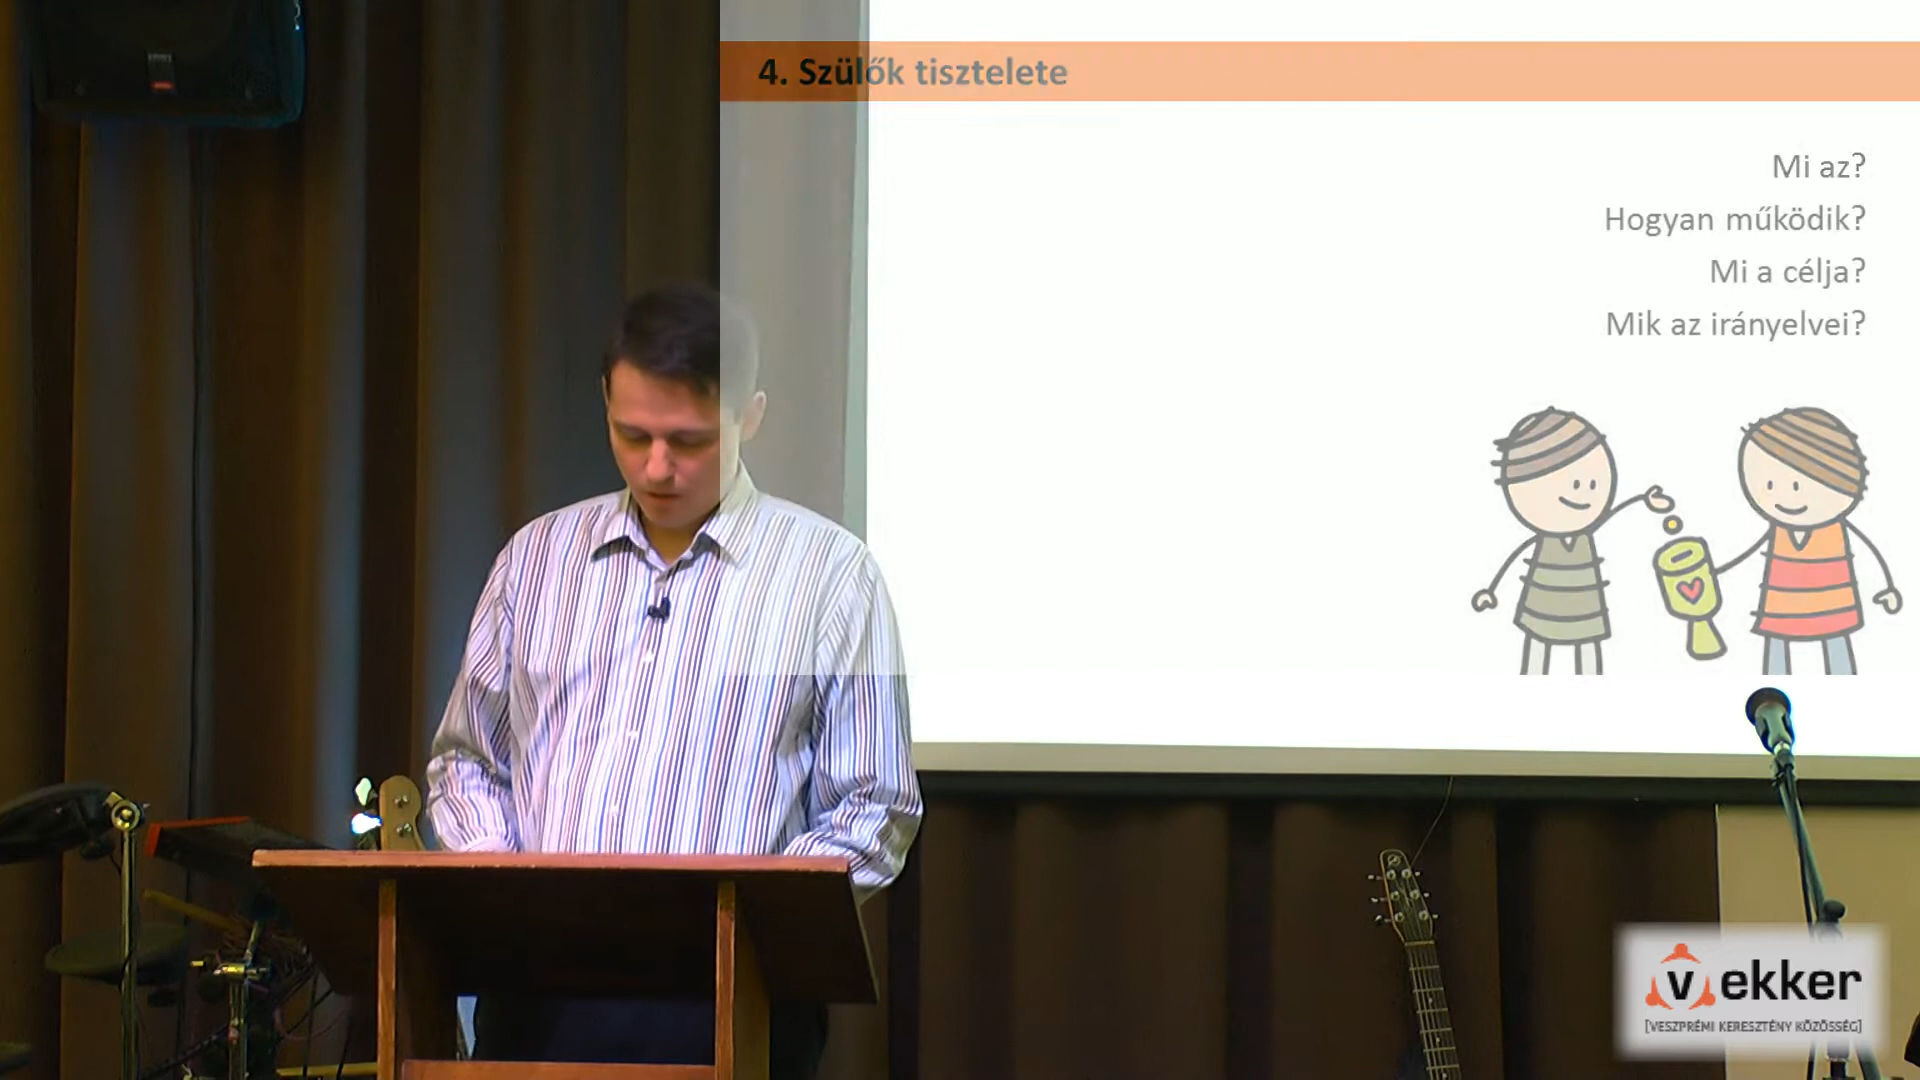 4. Szülők tisztelete
Mi az?
Hogyan működik?
Mi a célja?
Mik az irányelvei?
vekker
[VESZPRÉMI KERESZTÉNY KÖZÖSSÉG]